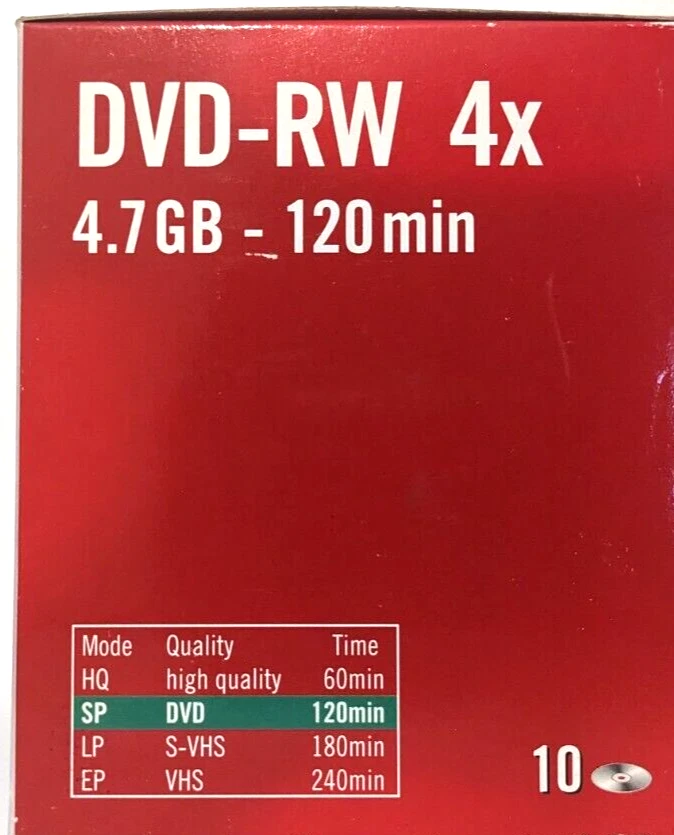 DVD-RW 4x
4.7GB - 120min
Mode Quality Time
HQ high quality 60min
SP DVD 120min
LP S-VHS 180min
EP VHS 240min
10